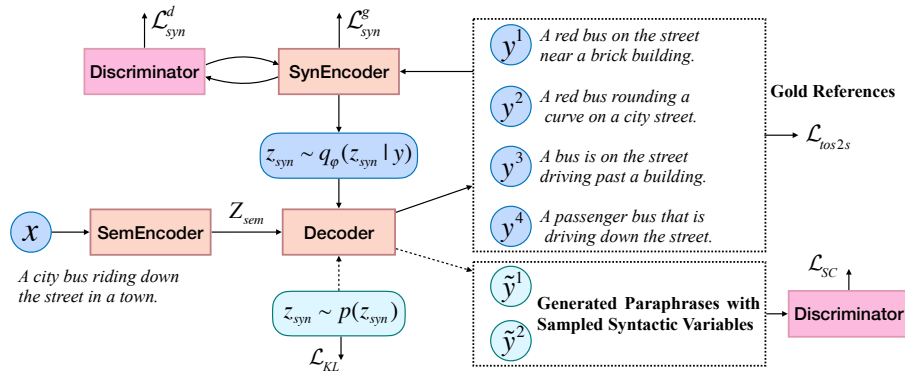 ℒ^d_syn
ℒ^g_syn
Discriminator
SynEncoder
z_syn ~ q_φ(z_syn | y)
x
SemEncoder
Z_sem
Decoder
A city bus riding down
the street in a town.
z_syn ~ p(z_syn)
ℒ_KL
y^1
A red bus on the street
near a brick building.
y^2
A red bus rounding a
curve on a city street.
y^3
A bus is on the street
driving past a building.
y^4
A passenger bus that is
driving down the street.
Gold References
ℒ_tos2s
ỹ^1
ỹ^2
Generated Paraphrases with
Sampled Syntactic Variables
ℒ_SC
Discriminator